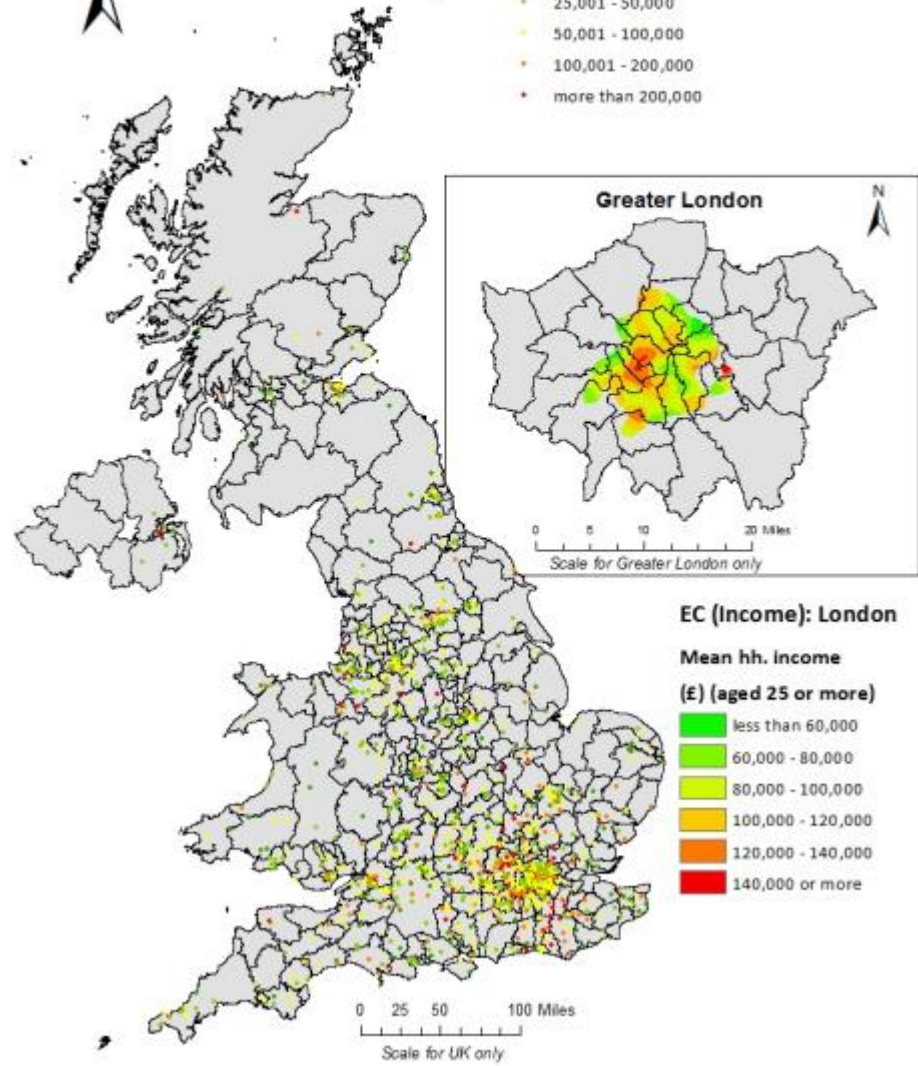 25,001 - 50,000
50,001 - 100,000
100,001 - 200,000
more than 200,000
Greater London
N
0 5 10 20 Miles
Scale for Greater London only
EC (Income): London
Mean hh. income
(£) (aged 25 or more)
less than 60,000
60,000 - 80,000
80,000 - 100,000
100,000 - 120,000
120,000 - 140,000
140,000 or more
0 25 50 100 Miles
Scale for UK only